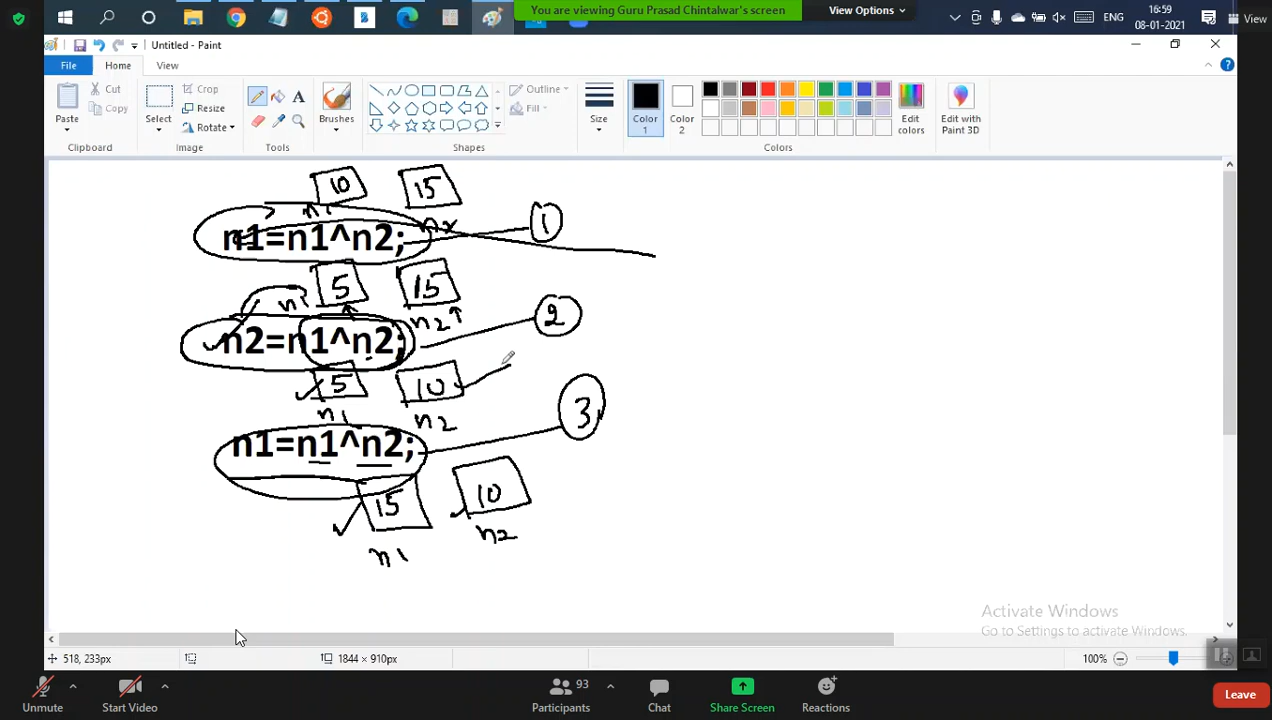 You are viewing Guru Prasad Chintalwar's screen
View Options
ENG
16:59
08-01-2021
View
Untitled - Paint
File
Home
View
Paste
Cut
Copy
Clipboard
Select
Crop
Resize
Rotate
Image
Tools
Brushes
Shapes
Outline
Fill
Size
Color 1
Color 2
Colors
Edit colors
Edit with Paint 3D
10 15
n1
n1=n1^n2; 1
5 15
n2
n2=n1^n2; 2
5 10
n1 n2
n1=n1^n2; 3
15 10
n1 n2
Activate Windows
Go to Settings to activate Windows.
518, 233px
1844 × 910px
100%
Unmute
Start Video
93
Participants
Chat
Share Screen
Reactions
Leave